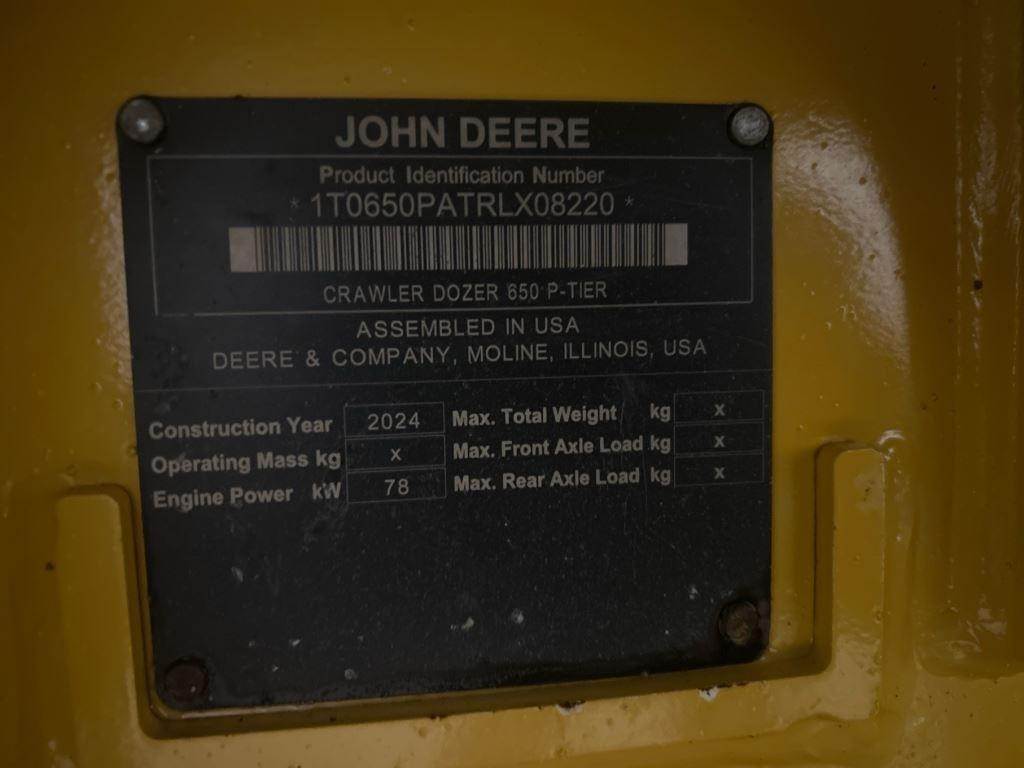 JOHN DEERE
Product Identification Number
* 1T0650PATRLX08220 *
CRAWLER DOZER 650 P-TIER
ASSEMBLED IN USA
DEERE & COMPANY, MOLINE, ILLINOIS, USA
Construction Year 2024 Max. Total Weight kg x
Operating Mass kg x Max. Front Axle Load kg x
Engine Power kW 78 Max. Rear Axle Load kg x